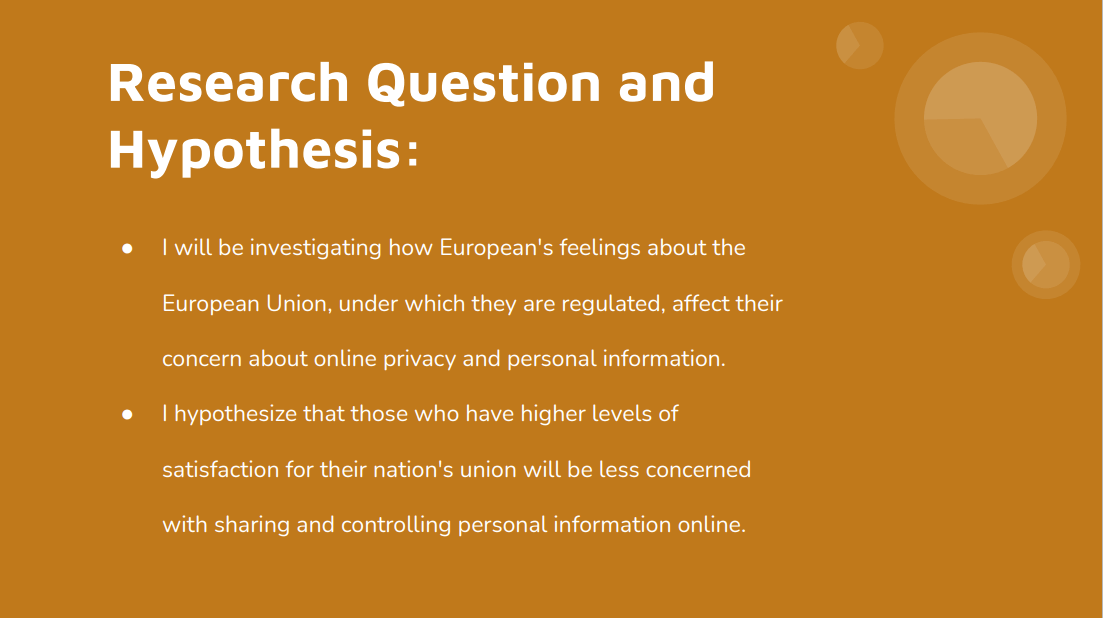 Research Question and
Hypothesis:
● I will be investigating how European's feelings about the
European Union, under which they are regulated, affect their
concern about online privacy and personal information.
● I hypothesize that those who have higher levels of
satisfaction for their nation's union will be less concerned
with sharing and controlling personal information online.